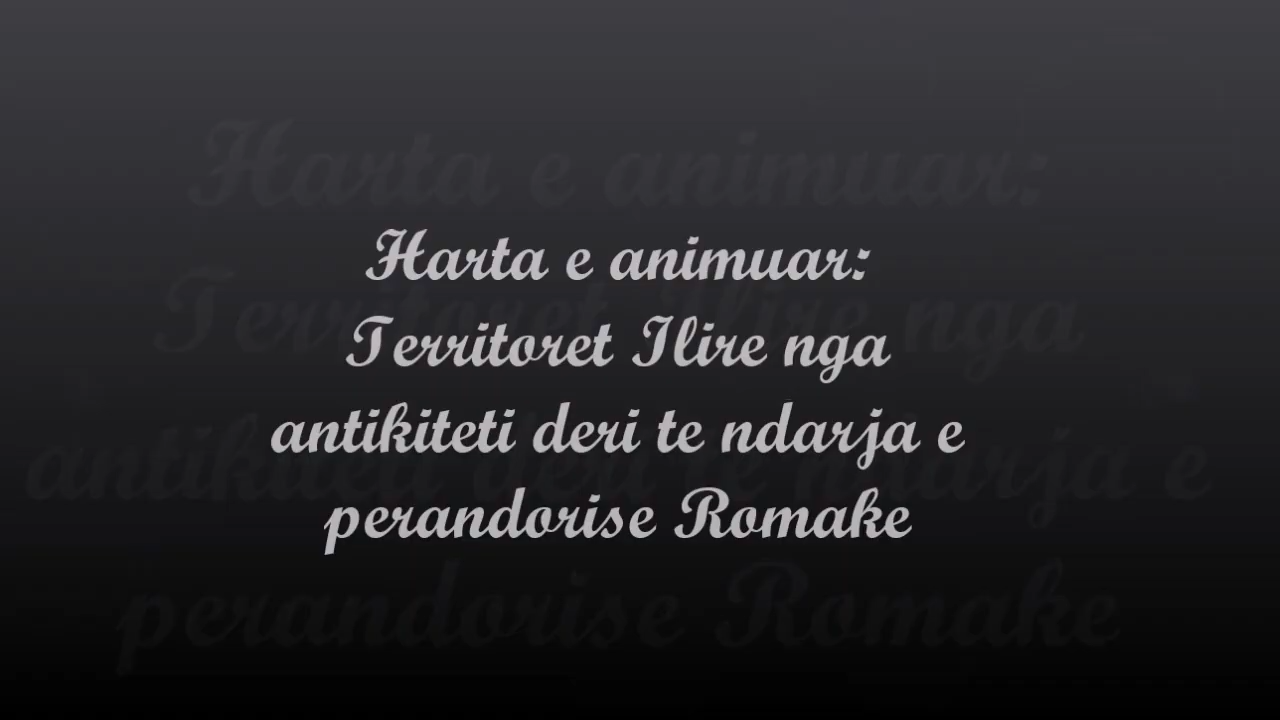 Harta e animuar:
Territoret Ilire nga
antikiteti deri te ndarja e
perandorise Romake